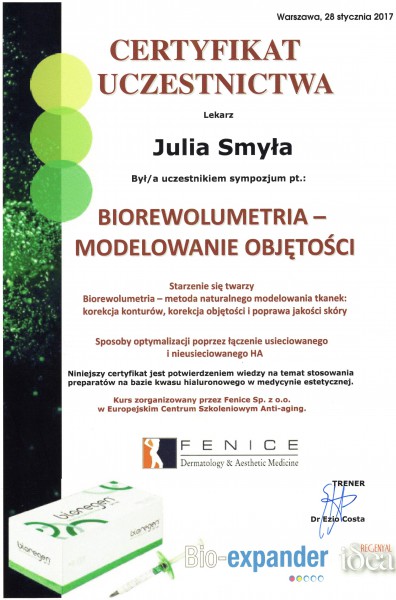 Warszawa, 28 stycznia 2017
CERTYFIKAT
UCZESTNICTWA
Lekarz
Julia Smyła
Był/a uczestnikiem sympozjum pt.:
BIOREWOLUMETRIA –
MODELOWANIE OBJĘTOŚCI
Starzenie się twarzy
Biorewolumetria – metoda naturalnego modelowania tkanek:
korekcja konturów, korekcja objętości i poprawa jakości skóry
Sposoby optymalizacji poprzez łączenie usieciowanego
i nieusieciowanego HA
Niniejszy certyfikat jest potwierdzeniem wiedzy na temat stosowania
preparatów na bazie kwasu hialuronowego w medycynie estetycznej.
Kurs zorganizowany przez Fenice Sp. z o.o.
w Europejskim Centrum Szkoleniowym Anti-aging.
FENICE
Dermatology & Aesthetic Medicine
TRENER
Dr Ezio Costa
bioregen
bioregen
Bio-expander
REGENYAL
idea